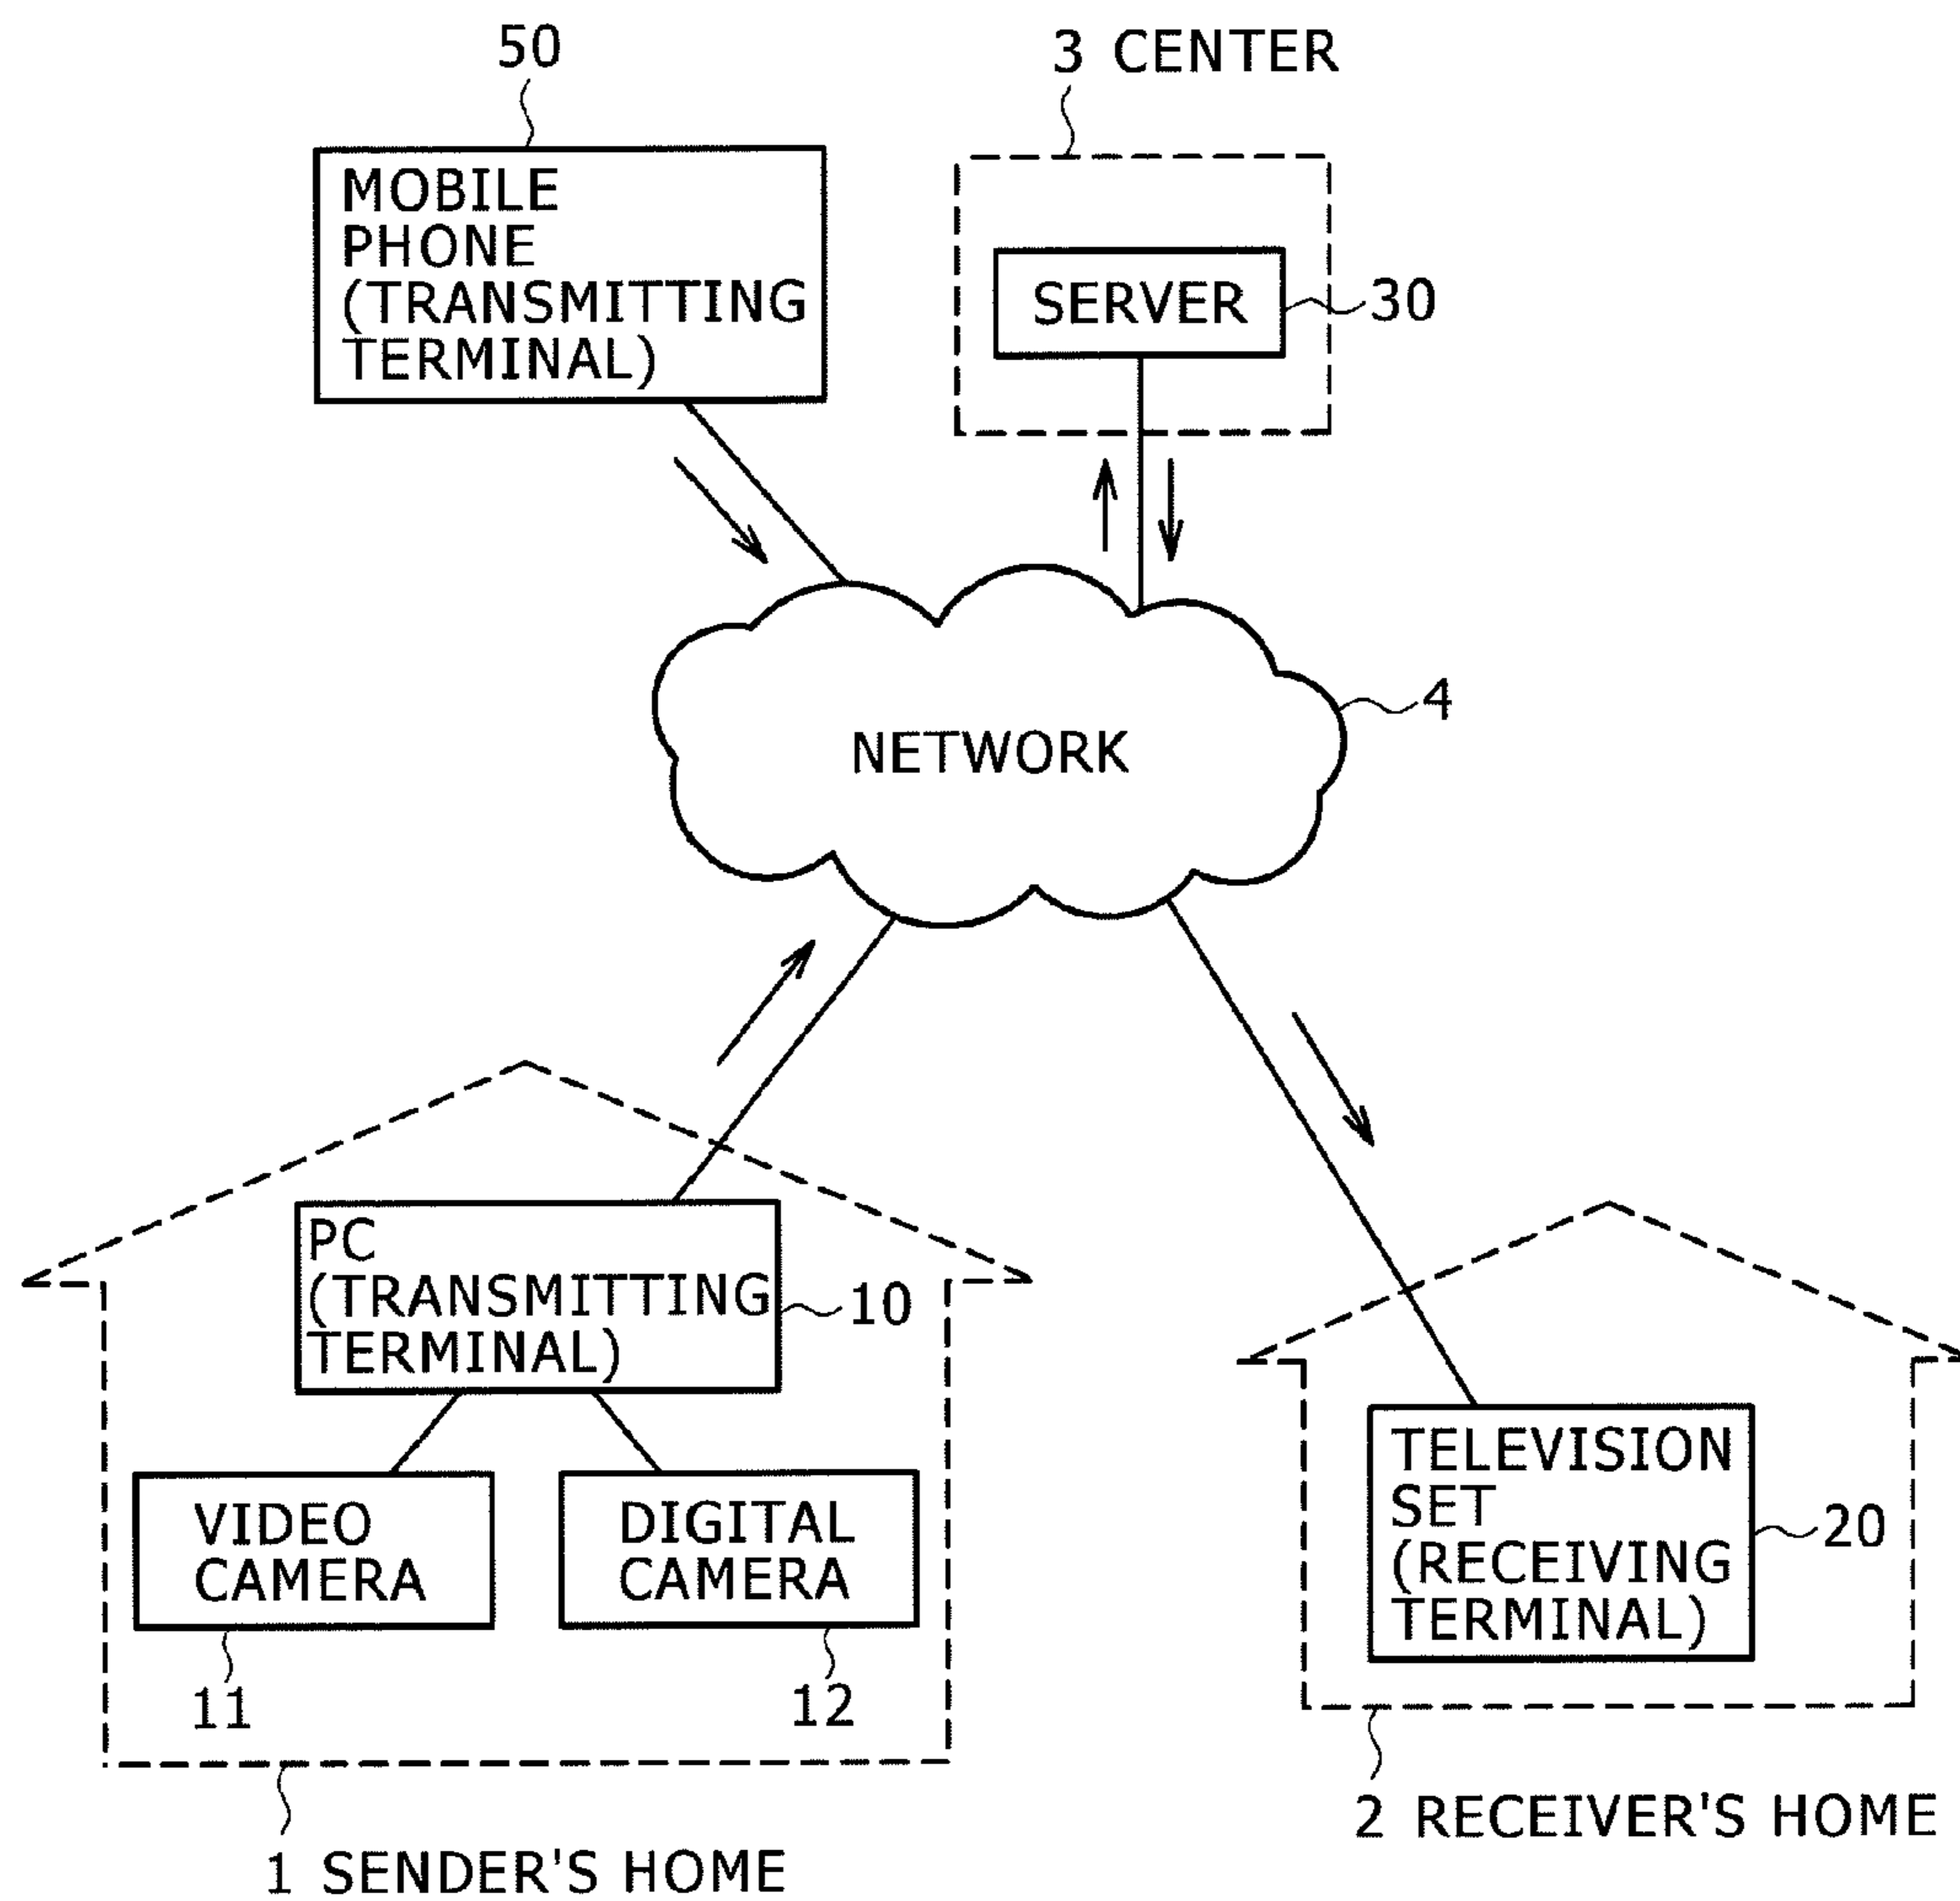 50
3 CENTER
MOBILE
PHONE
(TRANSMITTING
TERMINAL)
SERVER
30
4
NETWORK
PC
(TRANSMITTING
TERMINAL)
10
VIDEO
CAMERA
DIGITAL
CAMERA
11
12
1 SENDER'S HOME
TELEVISION
SET
(RECEIVING
TERMINAL)
20
2 RECEIVER'S HOME